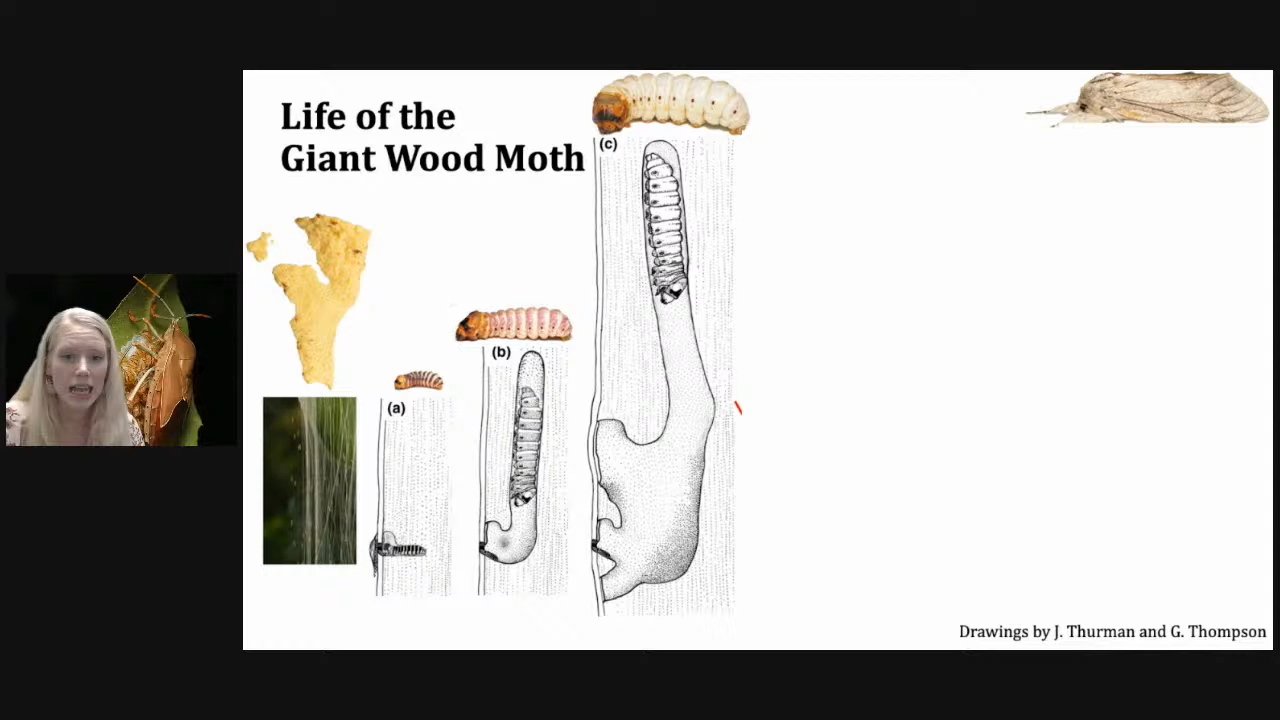 Life of the
Giant Wood Moth
(c)
(b)
(a)
Drawings by J. Thurman and G. Thompson